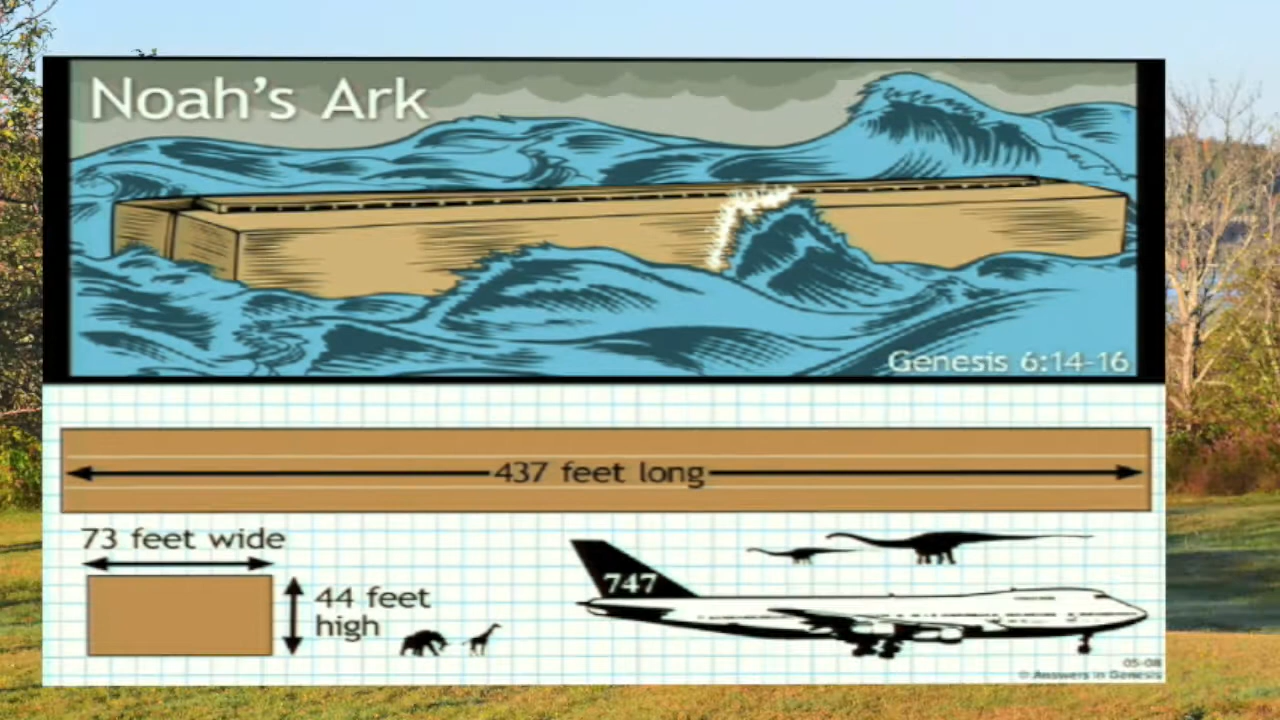 Noah's Ark
Genesis 6:14-16
437 feet long
73 feet wide
44 feet
high
747
05-08
© Answers in Genesis